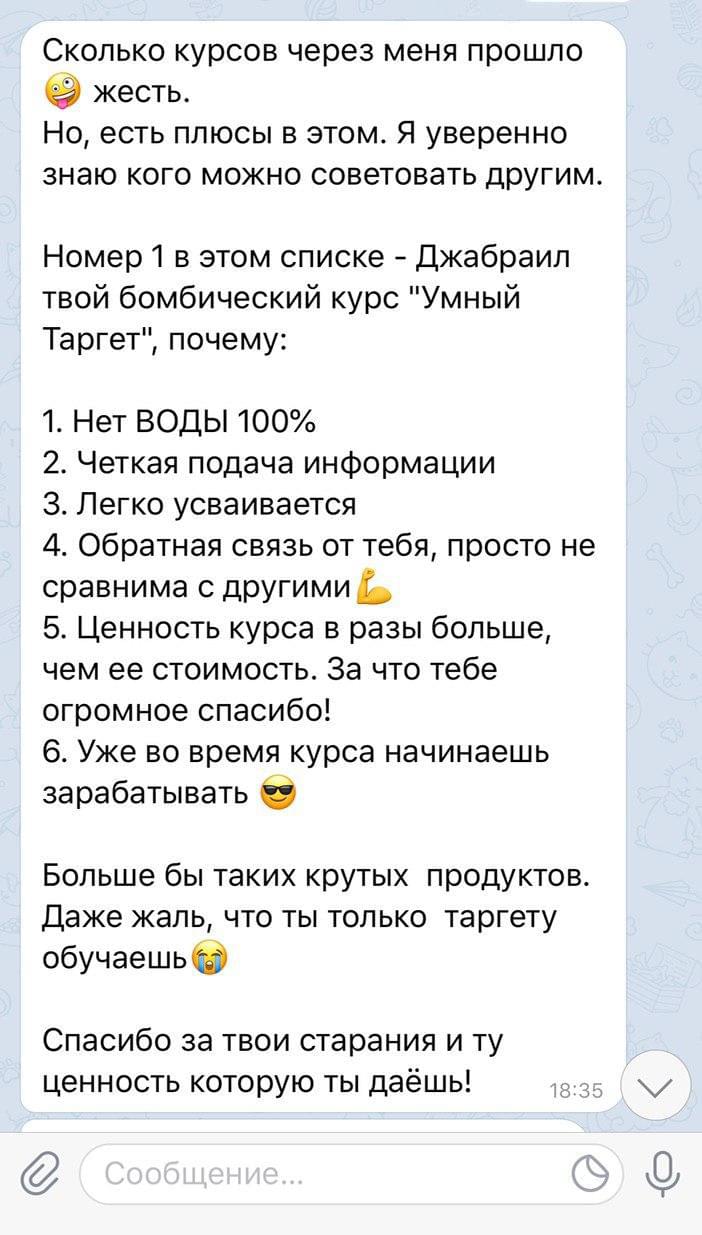 Сколько курсов через меня прошло
🤪 жесть.
Но, есть плюсы в этом. Я уверенно
знаю кого можно советовать другим.
Номер 1 в этом списке - Джабраил
твой бомбический курс "Умный
Таргет", почему:
1. Нет ВОДЫ 100%
2. Четкая подача информации
3. Легко усваивается
4. Обратная связь от тебя, просто не
сравнима с другими💪
5. Ценность курса в разы больше,
чем ее стоимость. За что тебе
огромное спасибо!
6. Уже во время курса начинаешь
зарабатывать 😎
Больше бы таких крутых  продуктов.
Даже жаль, что ты только  таргету
обучаешь😭
Спасибо за твои старания и ту
ценность которую ты даёшь!
18:35
Сообщение...